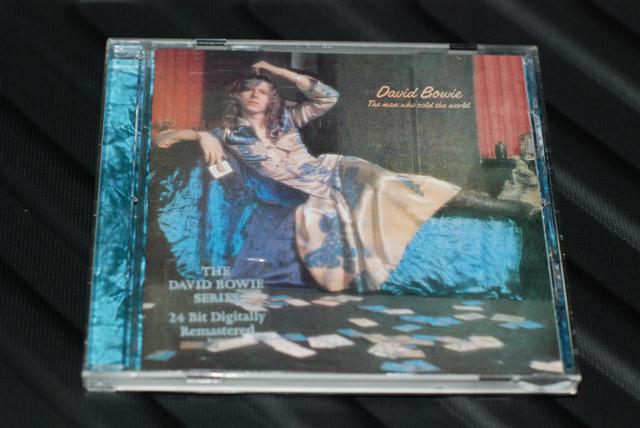 David Bowie
The man who sold the world
THE
DAVID BOWIE
SERIES
24 Bit Digitally
Remastered